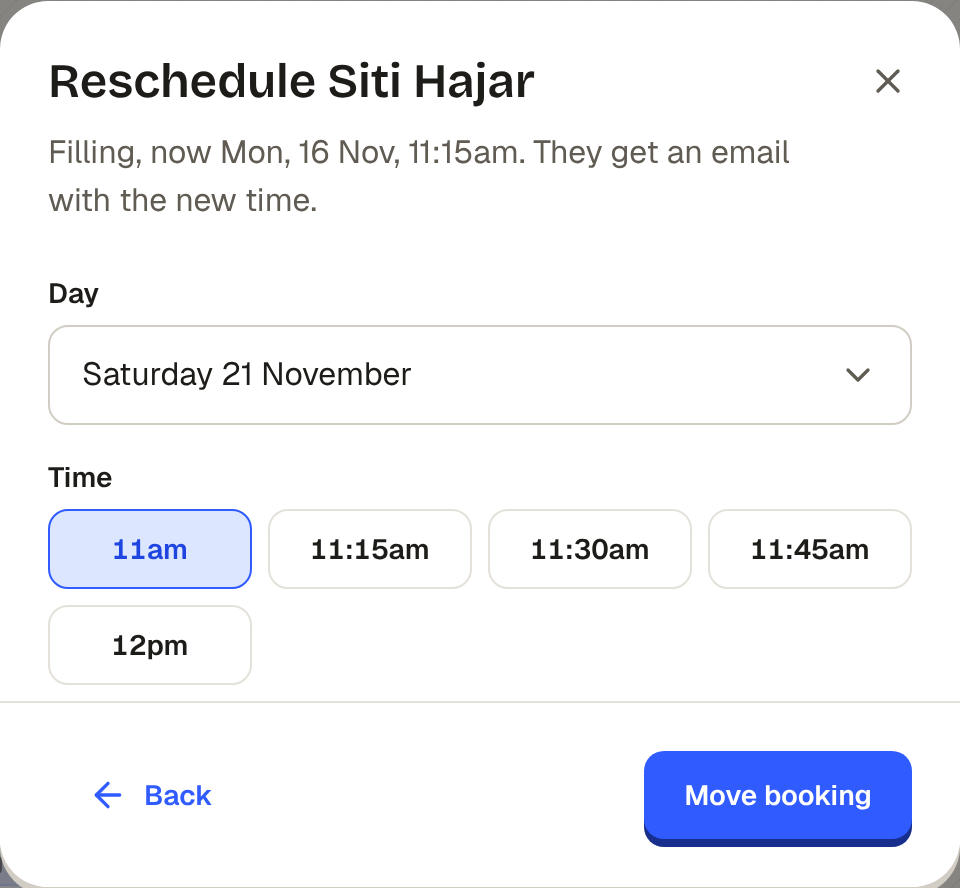 Reschedule Siti Hajar
Filling, now Mon, 16 Nov, 11:15am. They get an email
with the new time.
Day
Saturday 21 November
Time
11am 11:15am 11:30am 11:45am
12pm
Back Move booking